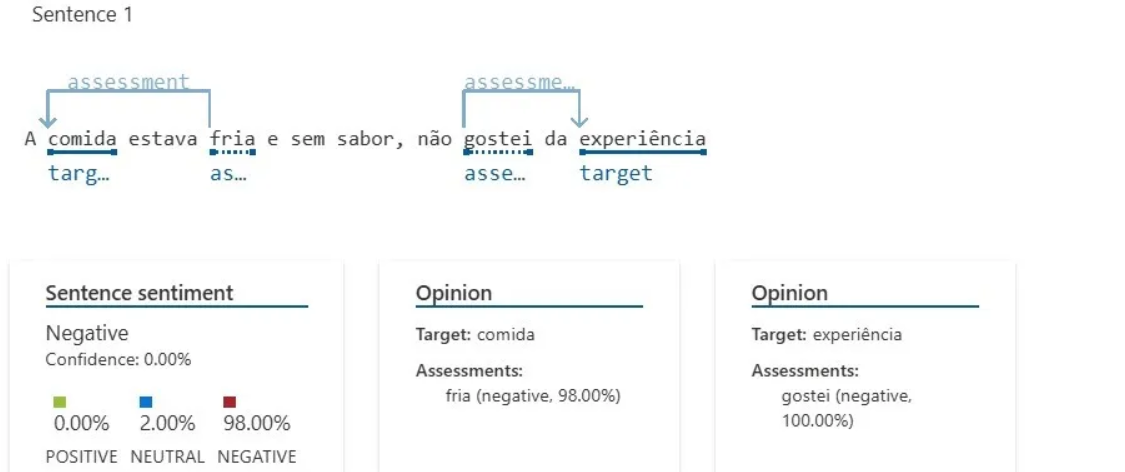 Sentence 1
assessment assessme...
A comida estava fria e sem sabor, não gostei da experiência
targ... as... asse... target
Sentence sentiment
Negative
Confidence: 0.00%
0.00% 2.00% 98.00%
POSITIVE NEUTRAL NEGATIVE
Opinion
Target: comida
Assessments:
fria (negative, 98.00%)
Opinion
Target: experiência
Assessments:
gostei (negative,
100.00%)